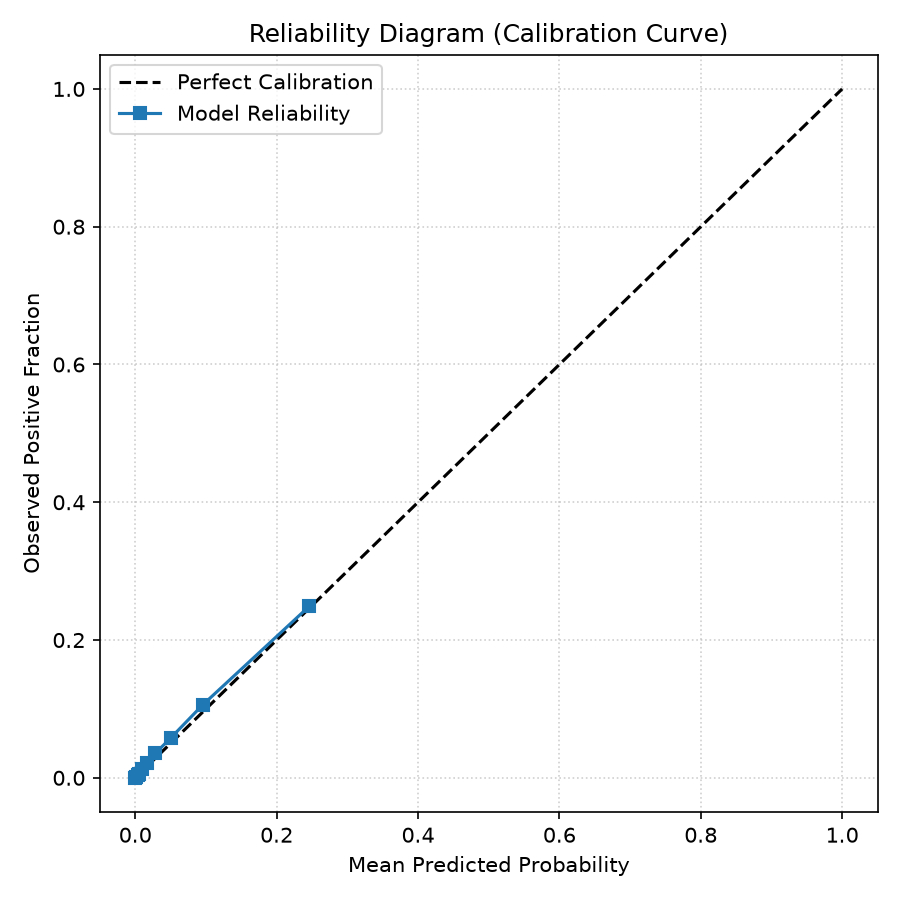 Reliability Diagram (Calibration Curve)
Perfect Calibration
Model Reliability
1.0
0.8
0.6
0.4
0.2
0.0
Observed Positive Fraction
0.0 0.2 0.4 0.6 0.8 1.0
Mean Predicted Probability